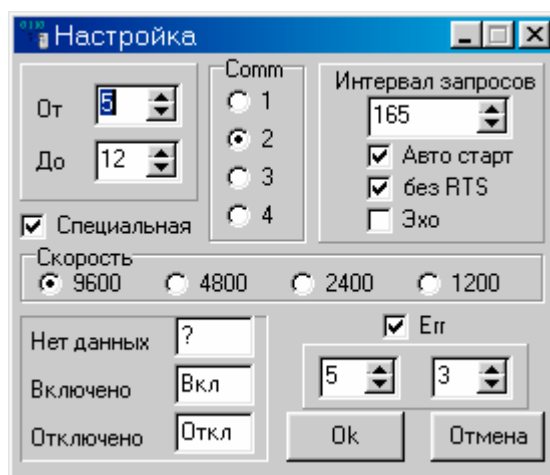 Настройка
От 5
До 12
Специальная
Comm
1
2
3
4
Интервал запросов
165
Авто старт
без RTS
Эхо
Скорость
9600 4800 2400 1200
Нет данных ?
Включено Вкл
Отключено Откл
Err
5 3
Ok Отмена